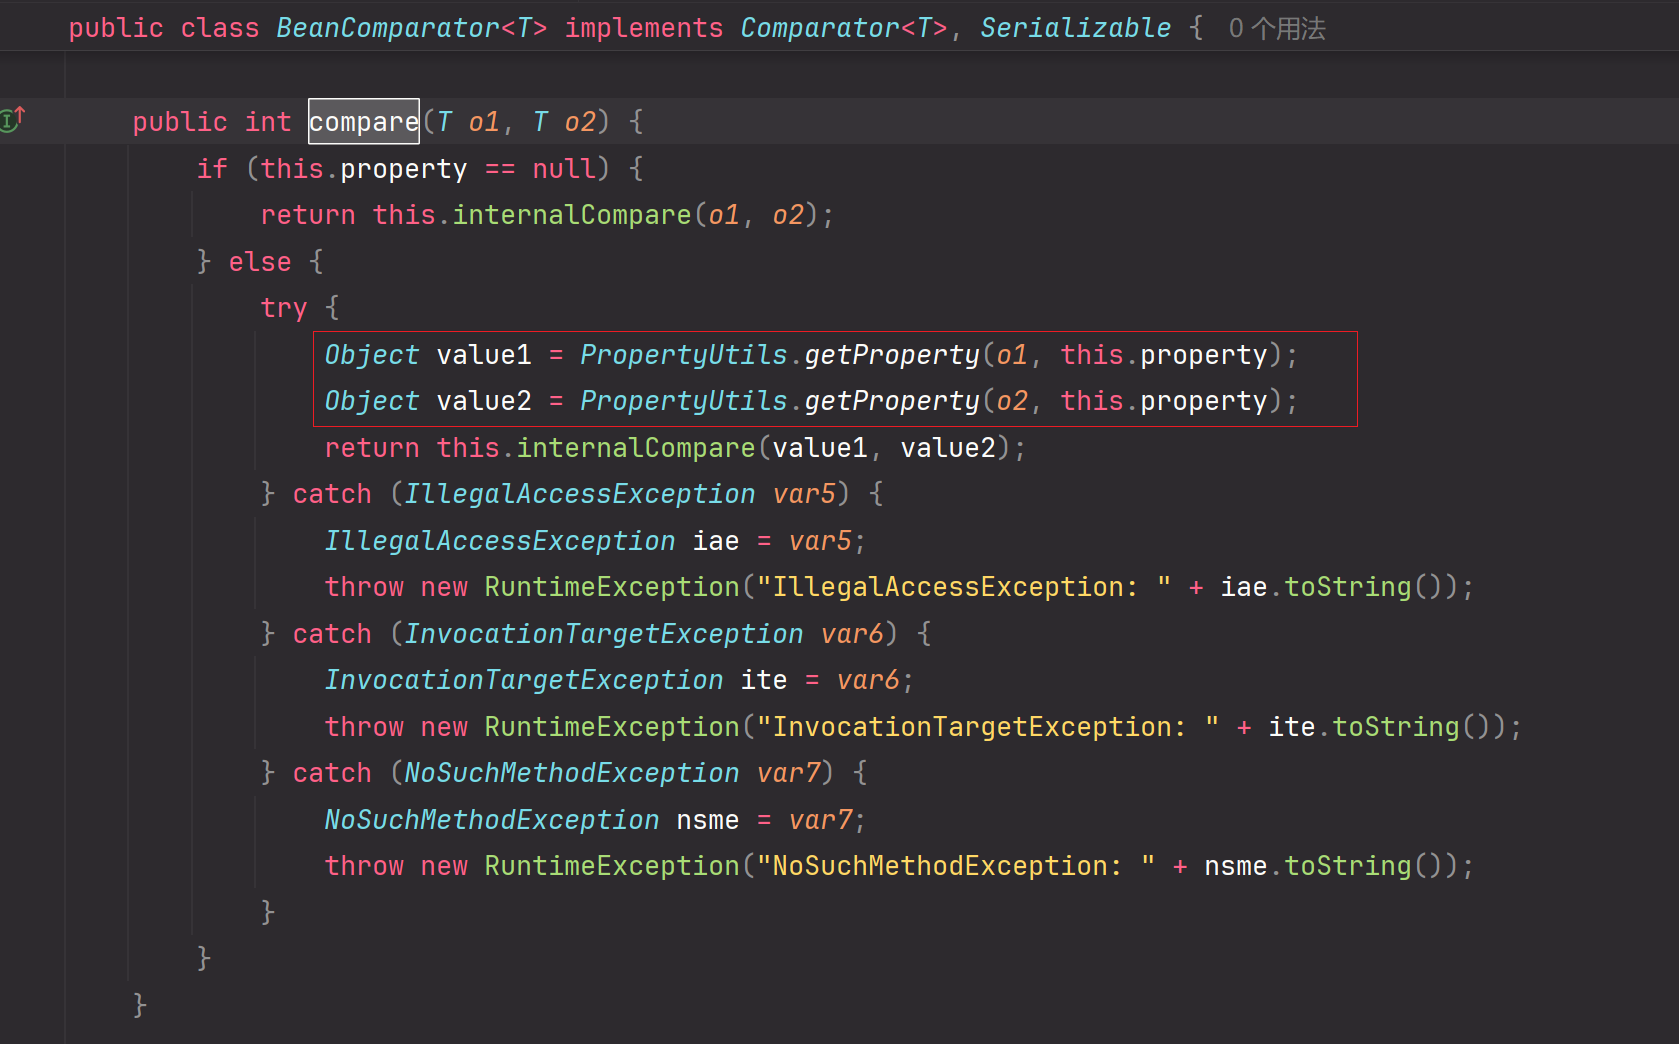 public class BeanComparator<T> implements Comparator<T>, Serializable { 0 个用法
public int compare(T o1, T o2) {
if (this.property == null) {
return this.internalCompare(o1, o2);
} else {
try {
Object value1 = PropertyUtils.getProperty(o1, this.property);
Object value2 = PropertyUtils.getProperty(o2, this.property);
return this.internalCompare(value1, value2);
} catch (IllegalAccessException var5) {
IllegalAccessException iae = var5;
throw new RuntimeException("IllegalAccessException: " + iae.toString());
} catch (InvocationTargetException var6) {
InvocationTargetException ite = var6;
throw new RuntimeException("InvocationTargetException: " + ite.toString());
} catch (NoSuchMethodException var7) {
NoSuchMethodException nsme = var7;
throw new RuntimeException("NoSuchMethodException: " + nsme.toString());
}
}
}